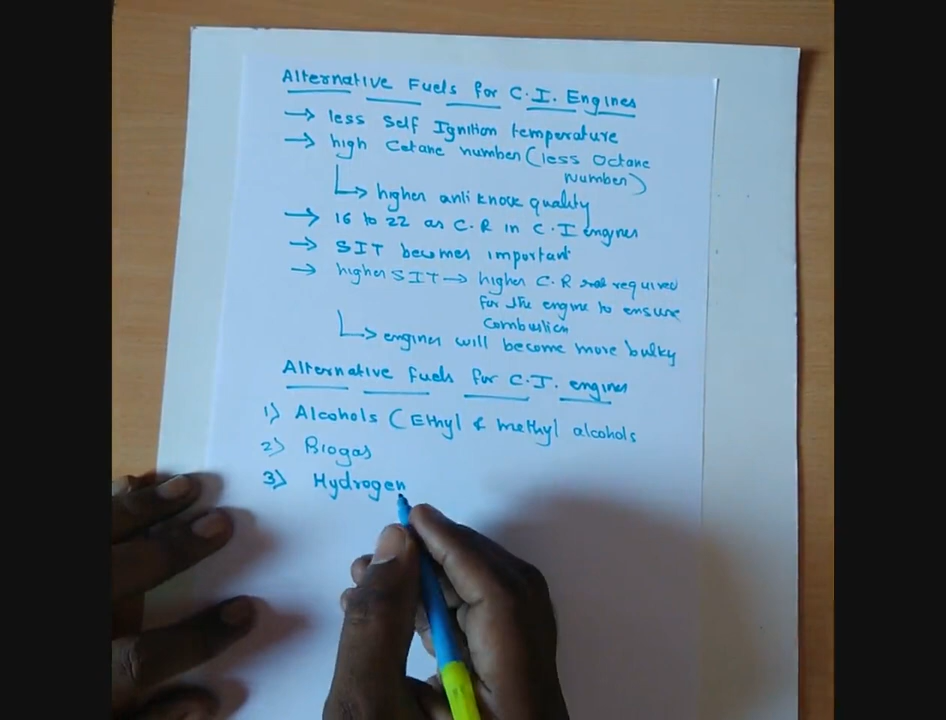 Alternative Fuels for C.I. Engines
→ less Self Ignition temperature
→ high Cetane number (less Octane
Number)
↳ higher anti knock quality
→ 16 to 22 as C.R in C.I engines
→ SIT becomes important
→ higher SIT → higher C.R required
for the engine to ensure
Combustion
↳ engines will become more bulky
Alternative fuels for C.I. engines
1) Alcohols (Ethyl & methyl alcohols
2) Biogas
3) Hydrogen